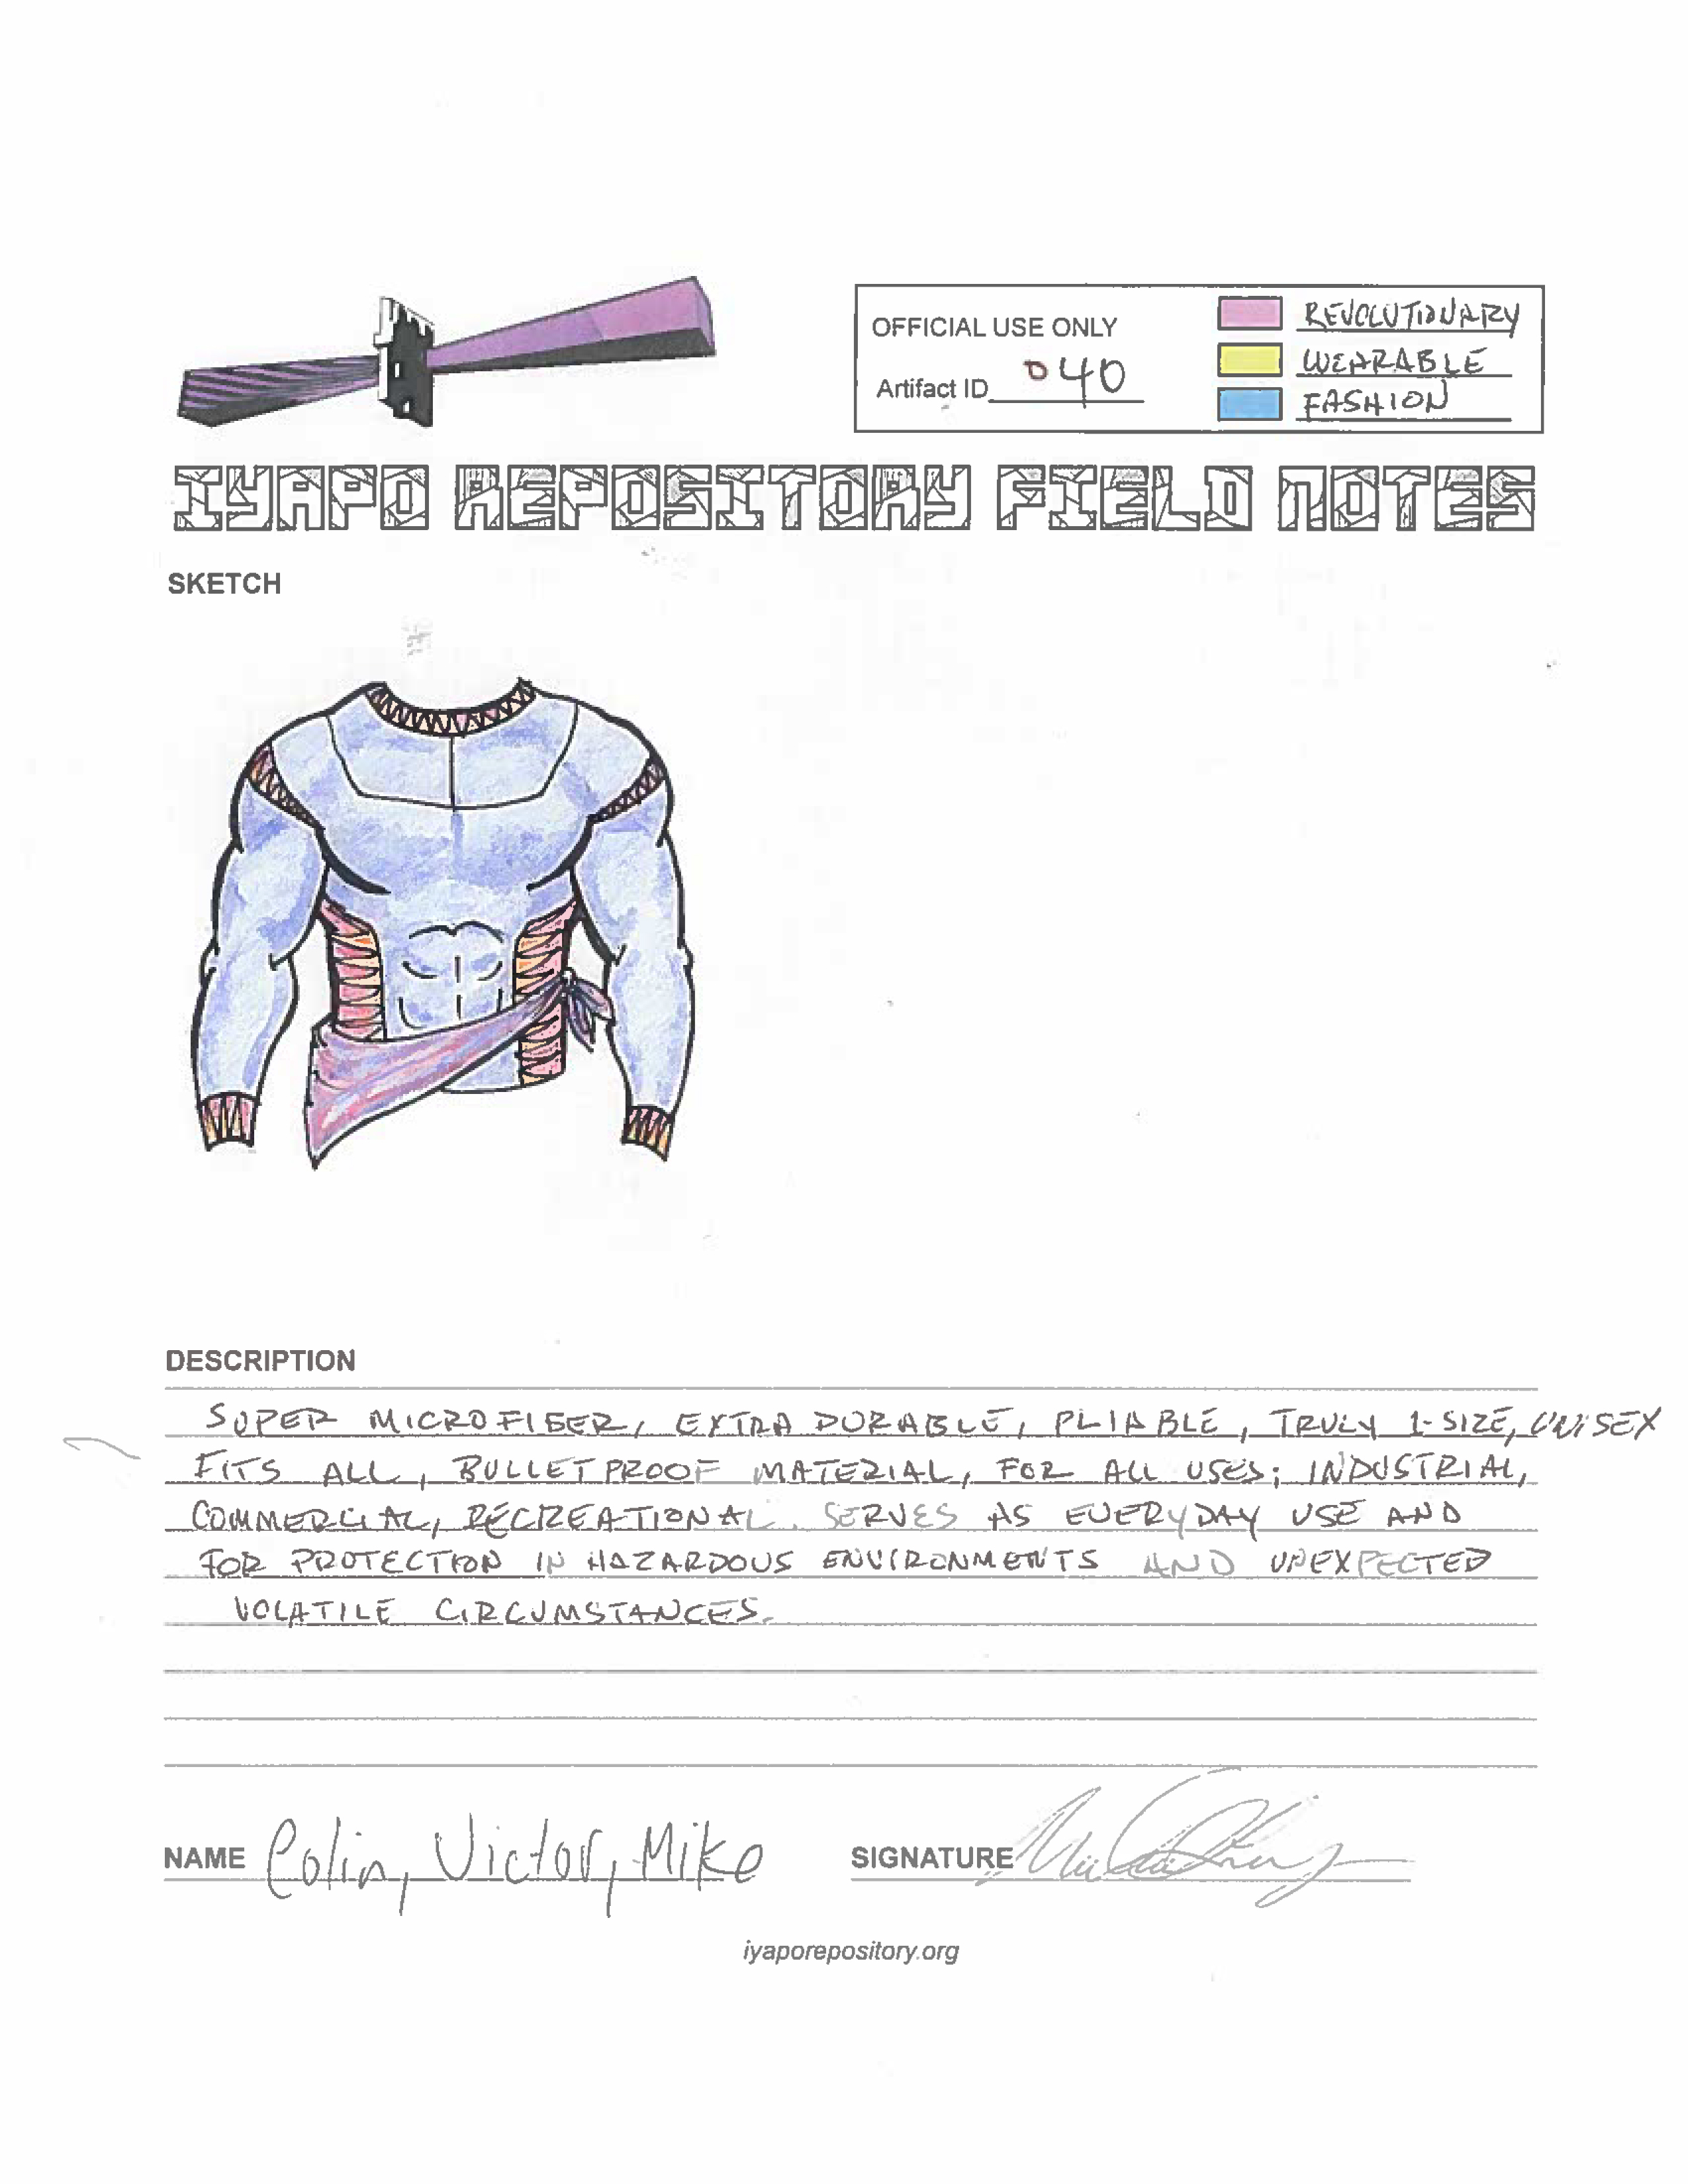 OFFICIAL USE ONLY
Artifact ID 040
REVOLUTIONARY
WEARABLE
FASHION
IYAPO REPOSITORY FIELD NOTES
SKETCH
DESCRIPTION
SUPER MICROFIBER, EXTRA DURABLE, PLIABLE, TRULY 1-SIZE, UNISEX
FITS ALL, BULLETPROOF MATERIAL, FOR ALL USES; INDUSTRIAL,
COMMERCIAL, RECREATIONAL. SERVES AS EVERYDAY USE AND
FOR PROTECTION IN HAZARDOUS ENVIRONMENTS AND UNEXPECTED
VOLATILE CIRCUMSTANCES.
NAME Colin, Victor, Mike
SIGNATURE
iyaporepository.org